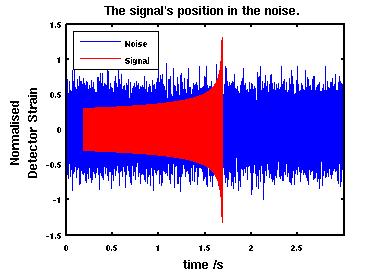 The signal's position in the noise.
1.5
Noise
Signal
1
0.5
0
-0.5
-1
-1.5
Normalised
Detector Strain
0 0.5 1 1.5 2 2.5
time /s